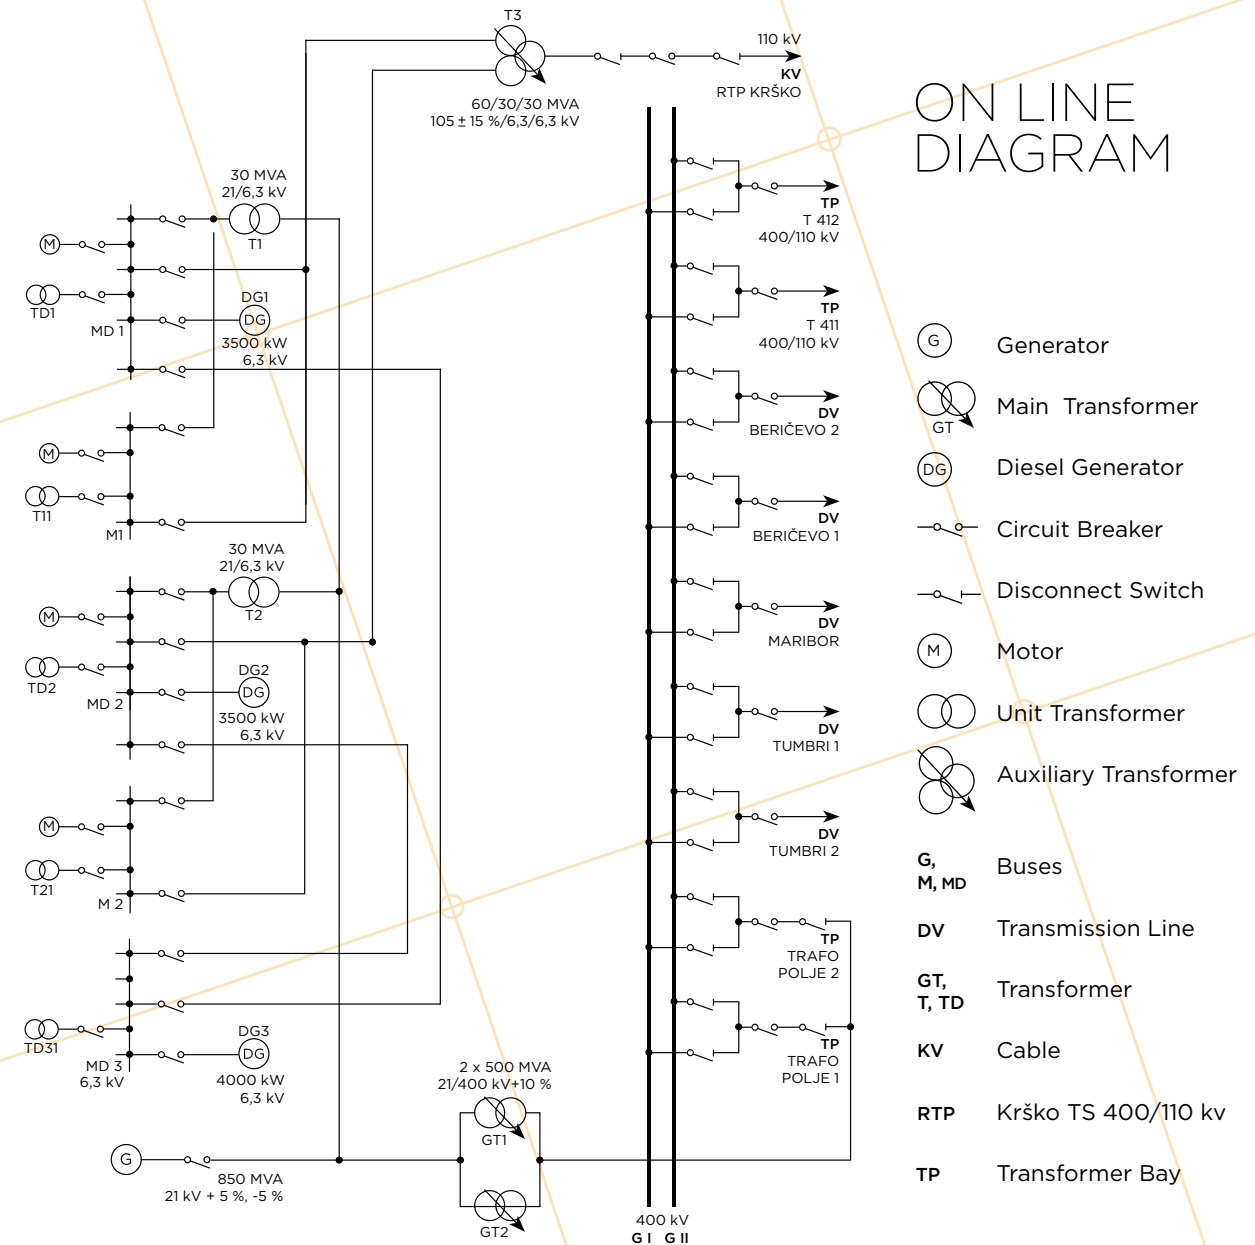 T3
110 kV
KV
RTP KRŠKO
60/30/30 MVA
105 ± 15 %/6,3/6,3 kV
ON LINE
DIAGRAM
30 MVA
21/6,3 kV
T1
M
TD1
MD 1
DG1
DG
3500 kW
6,3 kV
M
T11
M1
30 MVA
21/6,3 kV
T2
M
TD2
MD 2
DG2
DG
3500 kW
6,3 kV
M
T21
M 2
TD31
MD 3
6,3 kV
DG3
DG
4000 kW
6,3 kV
G
850 MVA
21 kV + 5 %, -5 %
2 x 500 MVA
21/400 kV+10 %
GT1
GT2
400 kV
G I G II
TP
T 412
400/110 kV
TP
T 411
400/110 kV
DV
BERIČEVO 2
DV
BERIČEVO 1
DV
MARIBOR
DV
TUMBRI 1
DV
TUMBRI 2
TP
TRAFO
POLJE 2
TP
TRAFO
POLJE 1
G
Generator
GT
Main Transformer
DG
Diesel Generator
Circuit Breaker
Disconnect Switch
M
Motor
Unit Transformer
Auxiliary Transformer
G,
M, MD
Buses
DV
Transmission Line
GT,
T, TD
Transformer
KV
Cable
RTP
Krško TS 400/110 kv
TP
Transformer Bay